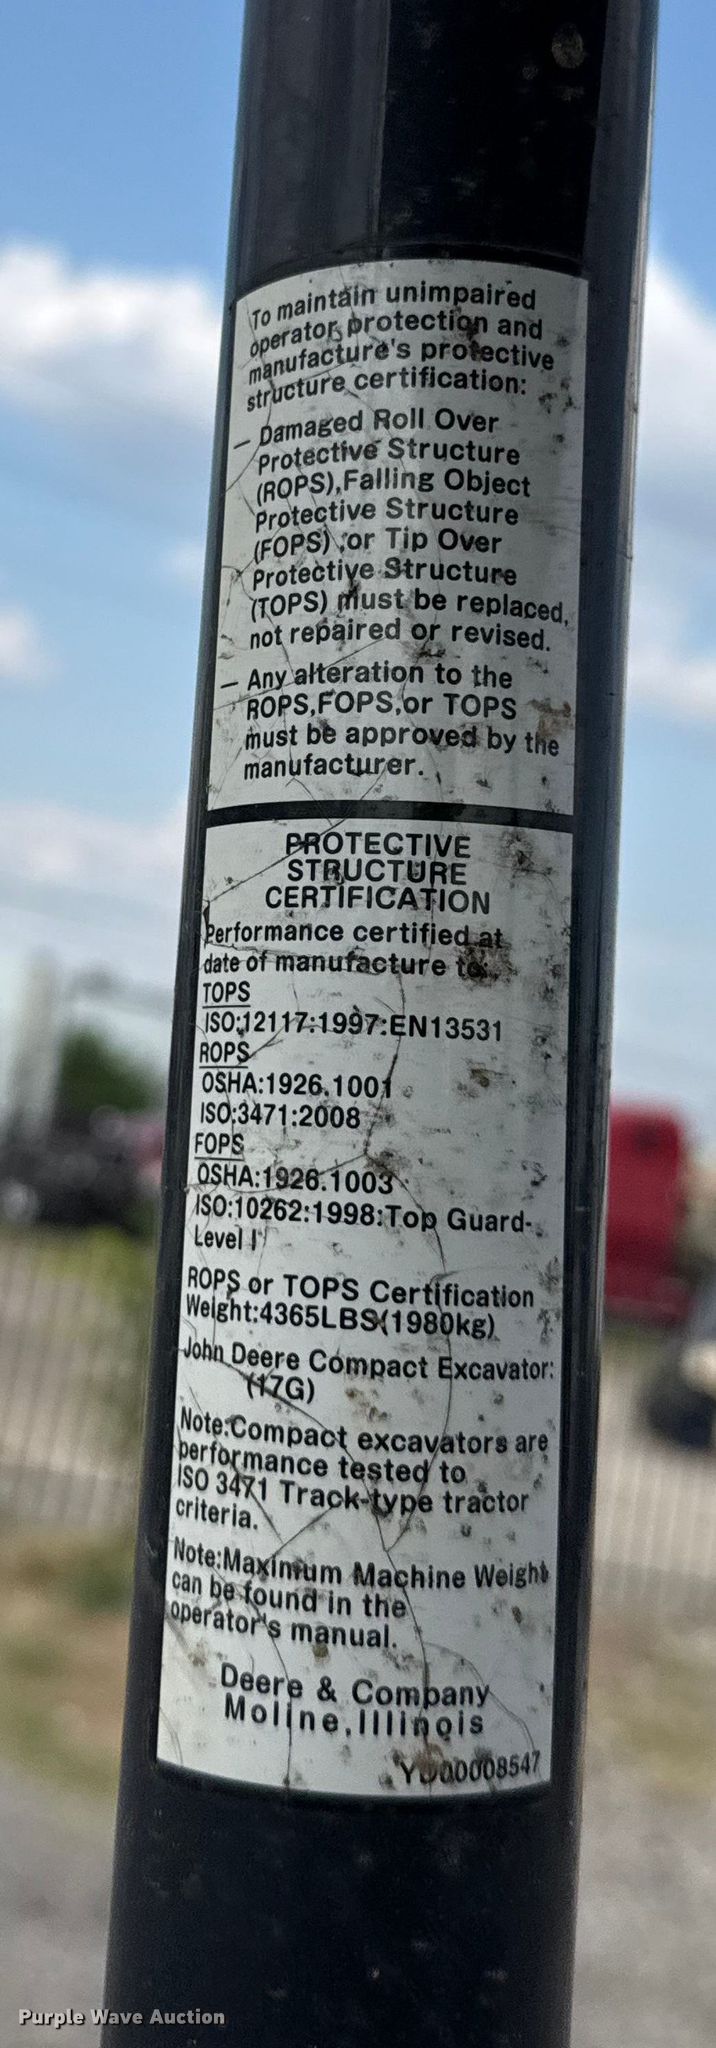 To maintain unimpaired
operator protection and
manufacture's protective
structure certification:
— Damaged Roll Over
Protective Structure
(ROPS),Falling Object
Protective Structure
(FOPS),or Tip Over
Protective Structure
(TOPS) must be replaced,
not repaired or revised.
— Any alteration to the
ROPS,FOPS,or TOPS
must be approved by the
manufacturer.
PROTECTIVE
STRUCTURE
CERTIFICATION
Performance certified at
date of manufacture to:
TOPS
ISO:12117:1997:EN13531
ROPS
OSHA:1926.1001
ISO:3471:2008
FOPS
OSHA:1926.1003
ISO:10262:1998:Top Guard-
Level I
ROPS or TOPS Certification
Weight:4365LBS(1980kg)
John Deere Compact Excavator:
(17G)
Note:Compact excavators are
performance tested to
ISO 3471 Track-type tractor
criteria.
Note:Maximum Machine Weight
can be found in the
operator's manual.
Deere & Company
Moline,Illinois
Purple Wave Auction